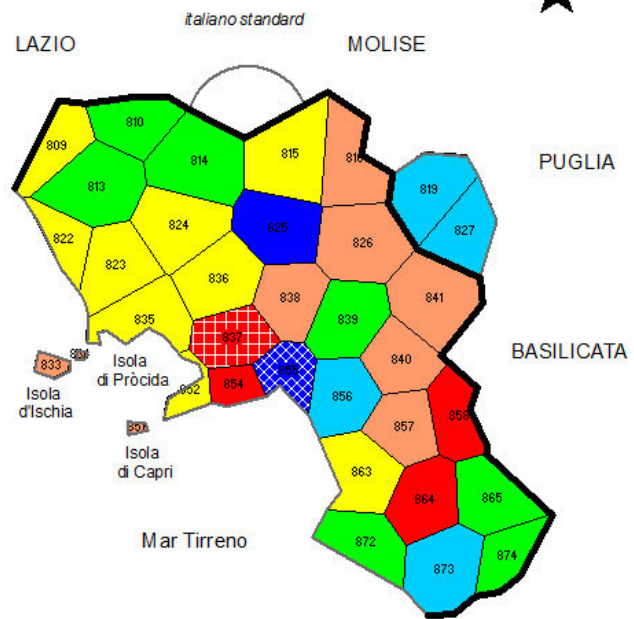 italiano standard
LAZIO
MOLISE
809
810
814
815
813
819
PUGLIA
822
824
825
827
823
826
836
841
835
838
839
837
840
833
Isola
d'Ischia
Isola
di Pròcida
BASILICATA
854
856
857
858
Isola
di Capri
863
864
865
Mar Tirreno
872
873
874